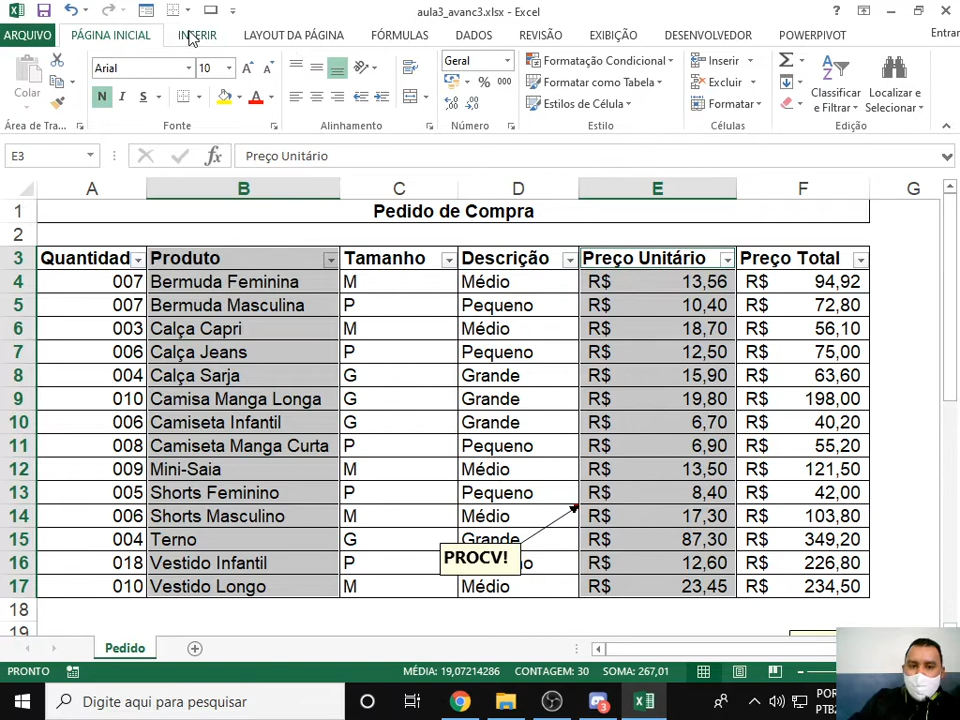 aula3_avanc3.xlsx - Excel
ARQUIVO PÁGINA INICIAL INSERIR LAYOUT DA PÁGINA FÓRMULAS DADOS REVISÃO EXIBIÇÃO DESENVOLVEDOR POWERPIVOT Entrar
Colar
Arial 10
N I S
Geral
%
Formatação Condicional
Formatar como Tabela
Estilos de Célula
Inserir
Excluir
Formatar
Classificar e Filtrar
Localizar e Selecionar
Área de Tra... Fonte Alinhamento Número Estilo Células Edição
E3 fx Preço Unitário
A B C D E F G
1 Pedido de Compra
2
3 Quantidad Produto Tamanho Descrição Preço Unitário Preço Total
4 007 Bermuda Feminina M Médio R$ 13,56 R$ 94,92
5 007 Bermuda Masculina P Pequeno R$ 10,40 R$ 72,80
6 003 Calça Capri M Médio R$ 18,70 R$ 56,10
7 006 Calça Jeans P Pequeno R$ 12,50 R$ 75,00
8 004 Calça Sarja G Grande R$ 15,90 R$ 63,60
9 010 Camisa Manga Longa G Grande R$ 19,80 R$ 198,00
10 006 Camiseta Infantil G Grande R$ 6,70 R$ 40,20
11 008 Camiseta Manga Curta P Pequeno R$ 6,90 R$ 55,20
12 009 Mini-Saia M Médio R$ 13,50 R$ 121,50
13 005 Shorts Feminino P Pequeno R$ 8,40 R$ 42,00
14 006 Shorts Masculino M Médio R$ 17,30 R$ 103,80
15 004 Terno G Grande R$ 87,30 R$ 349,20
PROCV!
16 018 Vestido Infantil P R$ 12,60 R$ 226,80
17 010 Vestido Longo M Médio R$ 23,45 R$ 234,50
18
19
Pedido
PRONTO MÉDIA: 19,07214286 CONTAGEM: 30 SOMA: 267,01
Digite aqui para pesquisar
POR
PTB2